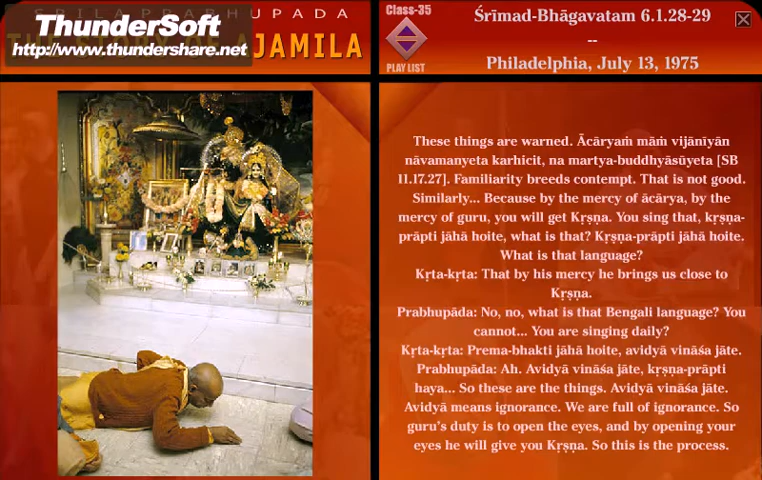 SRILA PRABHUPADA
ThunderSoft
http://www.thundershare.net
AJAMILA
Class-35
PLAY LIST
Śrīmad-Bhāgavatam 6.1.28-29
--
Philadelphia, July 13, 1975
These things are warned. Ācāryaṁ māṁ vijānīyān
nāvamanyeta karhicit, na martya-buddhyāsūyeta [SB
11.17.27]. Familiarity breeds contempt. That is not good.
Similarly... Because by the mercy of ācārya, by the
mercy of guru, you will get Kṛṣṇa. You sing that, kṛṣṇa-
prāpti jāhā hoite, what is that? Kṛṣṇa-prāpti jāhā hoite.
What is that language?
Kṛta-kṛta: That by his mercy he brings us close to
Kṛṣṇa.
Prabhupāda: No, no, what is that Bengali language? You
cannot... You are singing daily?
Kṛta-kṛta: Prema-bhakti jāhā hoite, avidyā vināśa jāte.
Prabhupāda: Ah. Avidyā vināśa jāte, kṛṣṇa-prāpti
haya... So these are the things. Avidyā vināśa jāte.
Avidyā means ignorance. We are full of ignorance. So
guru's duty is to open the eyes, and by opening your
eyes he will give you Kṛṣṇa. So this is the process.